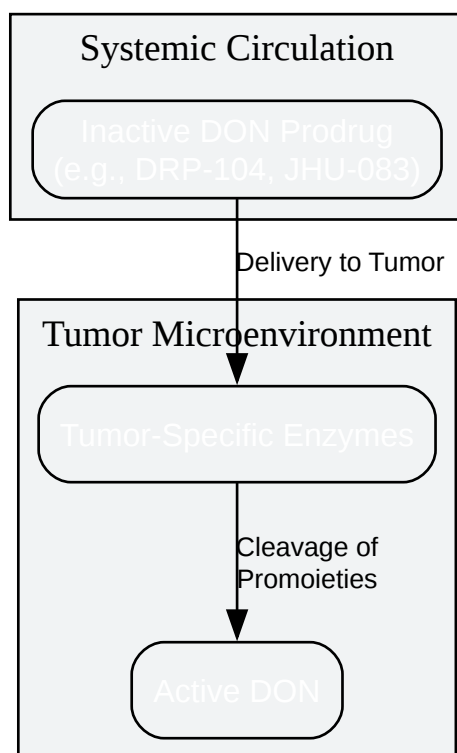 Systemic Circulation
Inactive DON Prodrug
(e.g., DRP-104, JHU-083)
Delivery to Tumor
Tumor Microenvironment
Tumor-Specific Enzymes
Cleavage of
Promoieties
Active DON